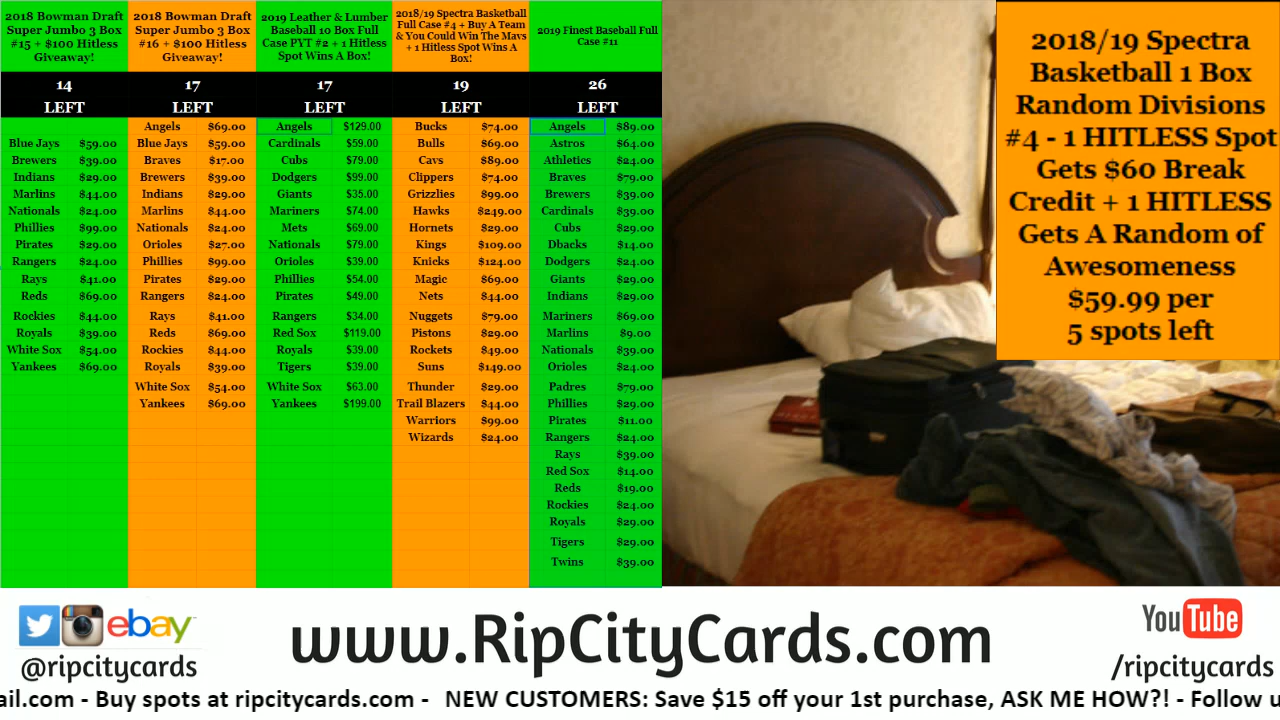 2018 Bowman Draft
Super Jumbo 3 Box
#15 + $100 Hitless
Giveaway!
14
LEFT
Blue Jays $59.00
Brewers $39.00
Indians $29.00
Marlins $44.00
Nationals $24.00
Phillies $99.00
Pirates $29.00
Rangers $24.00
Rays $41.00
Reds $69.00
Rockies $44.00
Royals $39.00
White Sox $54.00
Yankees $69.00
2018 Bowman Draft
Super Jumbo 3 Box
#16 + $100 Hitless
Giveaway!
17
LEFT
Angels $69.00
Blue Jays $59.00
Braves $17.00
Brewers $39.00
Indians $29.00
Marlins $44.00
Nationals $24.00
Orioles $27.00
Phillies $99.00
Pirates $29.00
Rangers $24.00
Rays $41.00
Reds $69.00
Rockies $44.00
Royals $39.00
White Sox $54.00
Yankees $69.00
2019 Leather & Lumber
Baseball 10 Box Full
Case PYT #2 + 1 Hitless
Spot Wins A Box!
17
LEFT
Angels $129.00
Cardinals $59.00
Cubs $79.00
Dodgers $99.00
Giants $35.00
Mariners $74.00
Mets $69.00
Nationals $79.00
Orioles $39.00
Phillies $54.00
Pirates $49.00
Rangers $34.00
Red Sox $119.00
Royals $39.00
Tigers $39.00
White Sox $63.00
Yankees $199.00
2018/19 Spectra Basketball
Full Case #4 + Buy A Team
& You Could Win The Mavs
+ 1 Hitless Spot Wins A
Box!
19
LEFT
Bucks $74.00
Bulls $69.00
Cavs $89.00
Clippers $74.00
Grizzlies $99.00
Hawks $249.00
Hornets $29.00
Kings $109.00
Knicks $124.00
Magic $69.00
Nets $44.00
Nuggets $79.00
Pistons $29.00
Rockets $49.00
Suns $149.00
Thunder $29.00
Trail Blazers $44.00
Warriors $99.00
Wizards $24.00
2019 Finest Baseball Full
Case #11
26
LEFT
Angels $89.00
Astros $64.00
Athletics $24.00
Braves $79.00
Brewers $39.00
Cardinals $39.00
Cubs $29.00
Dbacks $14.00
Dodgers $24.00
Giants $29.00
Indians $29.00
Mariners $69.00
Marlins $9.00
Nationals $39.00
Orioles $24.00
Padres $79.00
Phillies $29.00
Pirates $11.00
Rangers $24.00
Rays $39.00
Red Sox $14.00
Reds $19.00
Rockies $24.00
Royals $29.00
Tigers $29.00
Twins $39.00
2018/19 Spectra
Basketball 1 Box
Random Divisions
#4 - 1 HITLESS Spot
Gets $60 Break
Credit + 1 HITLESS
Gets A Random of
Awesomeness
$59.99 per
5 spots left
ebay
@ripcitycards
www.RipCityCards.com
YouTube
/ripcitycards
ail.com - Buy spots at ripcitycards.com - NEW CUSTOMERS: Save $15 off your 1st purchase, ASK ME HOW?! - Follow u